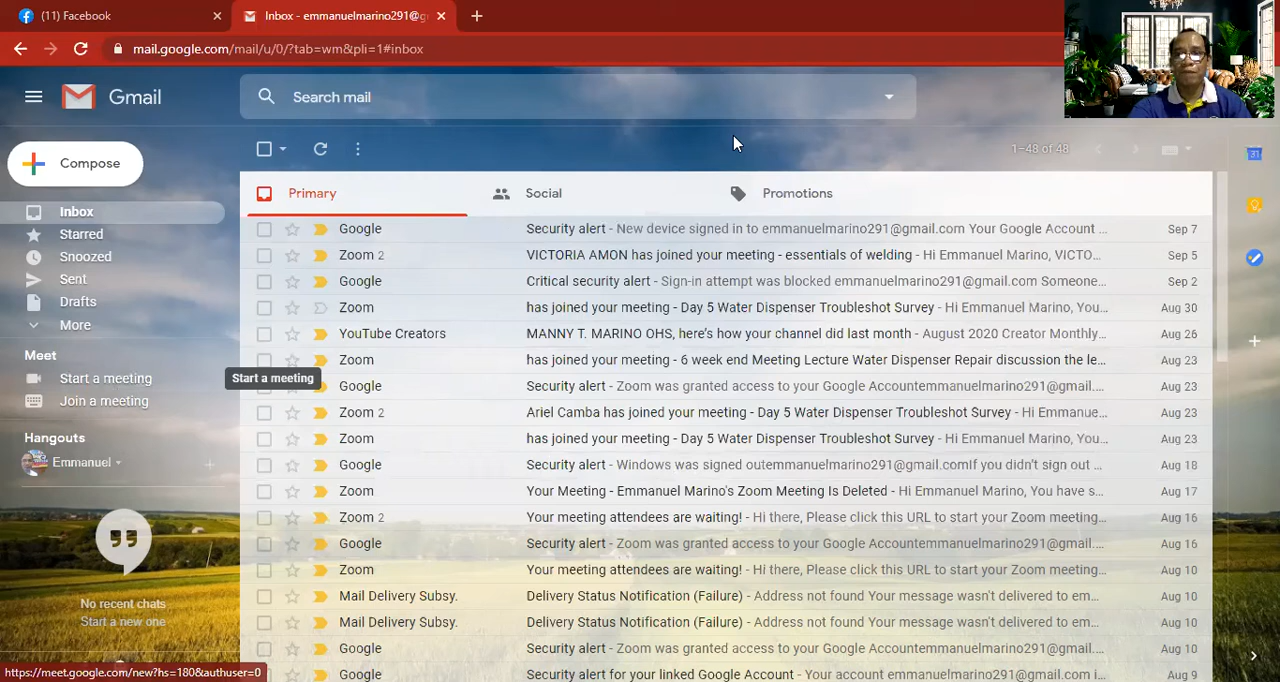 (11) Facebook
Inbox - emmanuelmarino291@g
mail.google.com/mail/u/0/?tab=wm&pli=1#inbox
Gmail
Search mail
Compose
1–48 of 48
31
Primary
Social
Promotions
Inbox
Starred
Snoozed
Sent
Drafts
More
Meet
Start a meeting
Join a meeting
Hangouts
Emmanuel
No recent chats
Start a new one
Start a meeting
Google Security alert - New device signed in to emmanuelmarino291@gmail.com Your Google Account ... Sep 7
Zoom 2 VICTORIA AMON has joined your meeting - essentials of welding - Hi Emmanuel Marino, VICTO... Sep 5
Google Critical security alert - Sign-in attempt was blocked emmanuelmarino291@gmail.com Someone... Sep 2
Zoom has joined your meeting - Day 5 Water Dispenser Troubleshot Survey - Hi Emmanuel Marino, You... Aug 30
YouTube Creators MANNY T. MARINO OHS, here's how your channel did last month - August 2020 Creator Monthly... Aug 26
Zoom has joined your meeting - 6 week end Meeting Lecture Water Dispenser Repair discussion the le... Aug 23
Google Security alert - Zoom was granted access to your Google Accountemmanuelmarino291@gmail.... Aug 23
Zoom 2 Ariel Camba has joined your meeting - Day 5 Water Dispenser Troubleshot Survey - Hi Emmanue... Aug 23
Zoom has joined your meeting - Day 5 Water Dispenser Troubleshot Survey - Hi Emmanuel Marino, You... Aug 23
Google Security alert - Windows was signed outemmanuelmarino291@gmail.comIf you didn't sign out ... Aug 18
Zoom Your Meeting - Emmanuel Marino's Zoom Meeting Is Deleted - Hi Emmanuel Marino, You have s... Aug 17
Zoom 2 Your meeting attendees are waiting! - Hi there, Please click this URL to start your Zoom meeting... Aug 16
Google Security alert - Zoom was granted access to your Google Accountemmanuelmarino291@gmail.... Aug 16
Zoom Your meeting attendees are waiting! - Hi there, Please click this URL to start your Zoom meeting... Aug 10
Mail Delivery Subsy. Delivery Status Notification (Failure) - Address not found Your message wasn't delivered to em... Aug 10
Mail Delivery Subsy. Delivery Status Notification (Failure) - Address not found Your message wasn't delivered to em... Aug 10
Google Security alert - Zoom was granted access to your Google Accountemmanuelmarino291@gmail.... Aug 10
Google Security alert for your linked Google Account - Your account emmanuelmarino291@gmail.com i... Aug 9
https://meet.google.com/new?hs=180&authuser=0